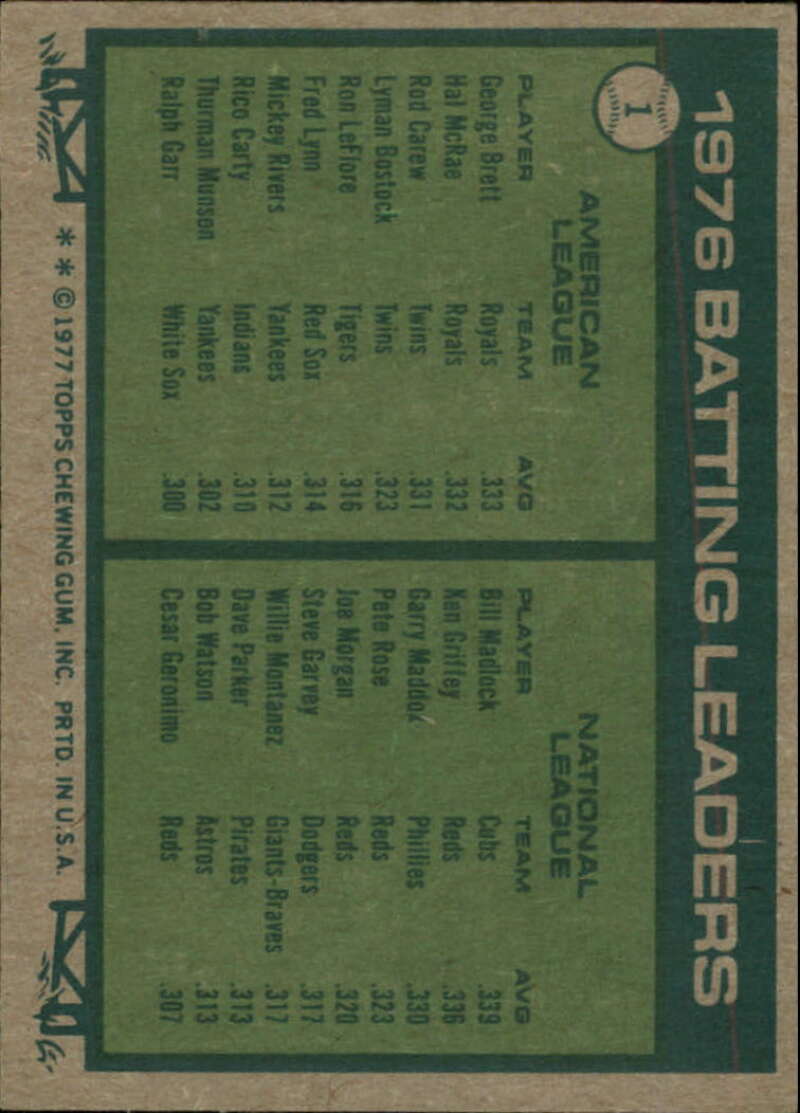 1976 BATTING LEADERS
1
AMERICAN
LEAGUE
PLAYER TEAM AVG
George Brett Royals .333
Hal McRae Royals .332
Rod Carew Twins .331
Lyman Bostock Twins .323
Ron LeFlore Tigers .316
Fred Lynn Red Sox .314
Mickey Rivers Yankees .312
Rico Carty Indians .310
Thurman Munson Yankees .302
Ralph Garr White Sox .300
NATIONAL
LEAGUE
PLAYER TEAM AVG
Bill Madlock Cubs .339
Ken Griffey Reds .336
Garry Maddox Phillies .330
Pete Rose Reds .323
Joe Morgan Reds .320
Steve Garvey Dodgers .317
Willie Montanez Giants-Braves .317
Dave Parker Pirates .313
Bob Watson Astros .313
Cesar Geronimo Reds .307
* * © 1977 TOPPS CHEWING GUM, INC. PRTD. IN U.S.A.